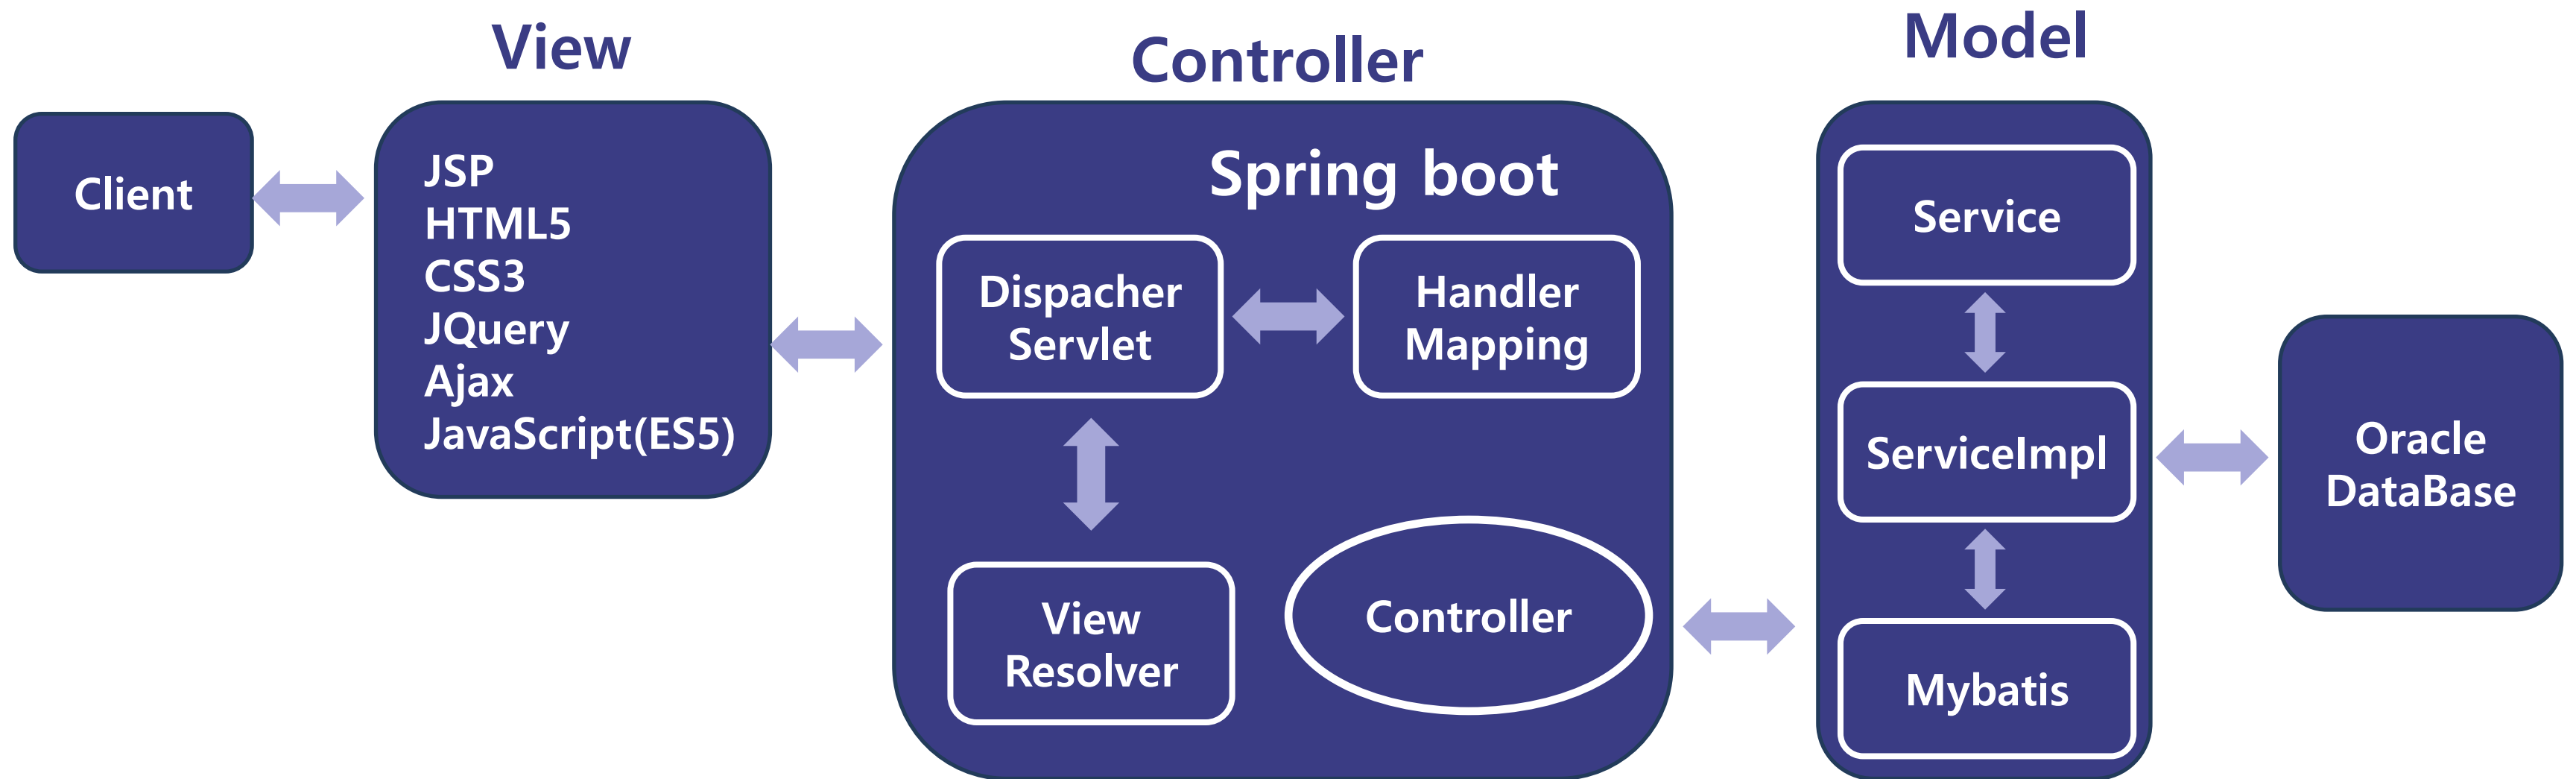 View
Controller
Model
Client
JSP
HTML5
CSS3
JQuery
Ajax
JavaScript(ES5)
Spring boot
Dispacher
Servlet
Handler
Mapping
View
Resolver
Controller
Service
ServiceImpl
Mybatis
Oracle
DataBase